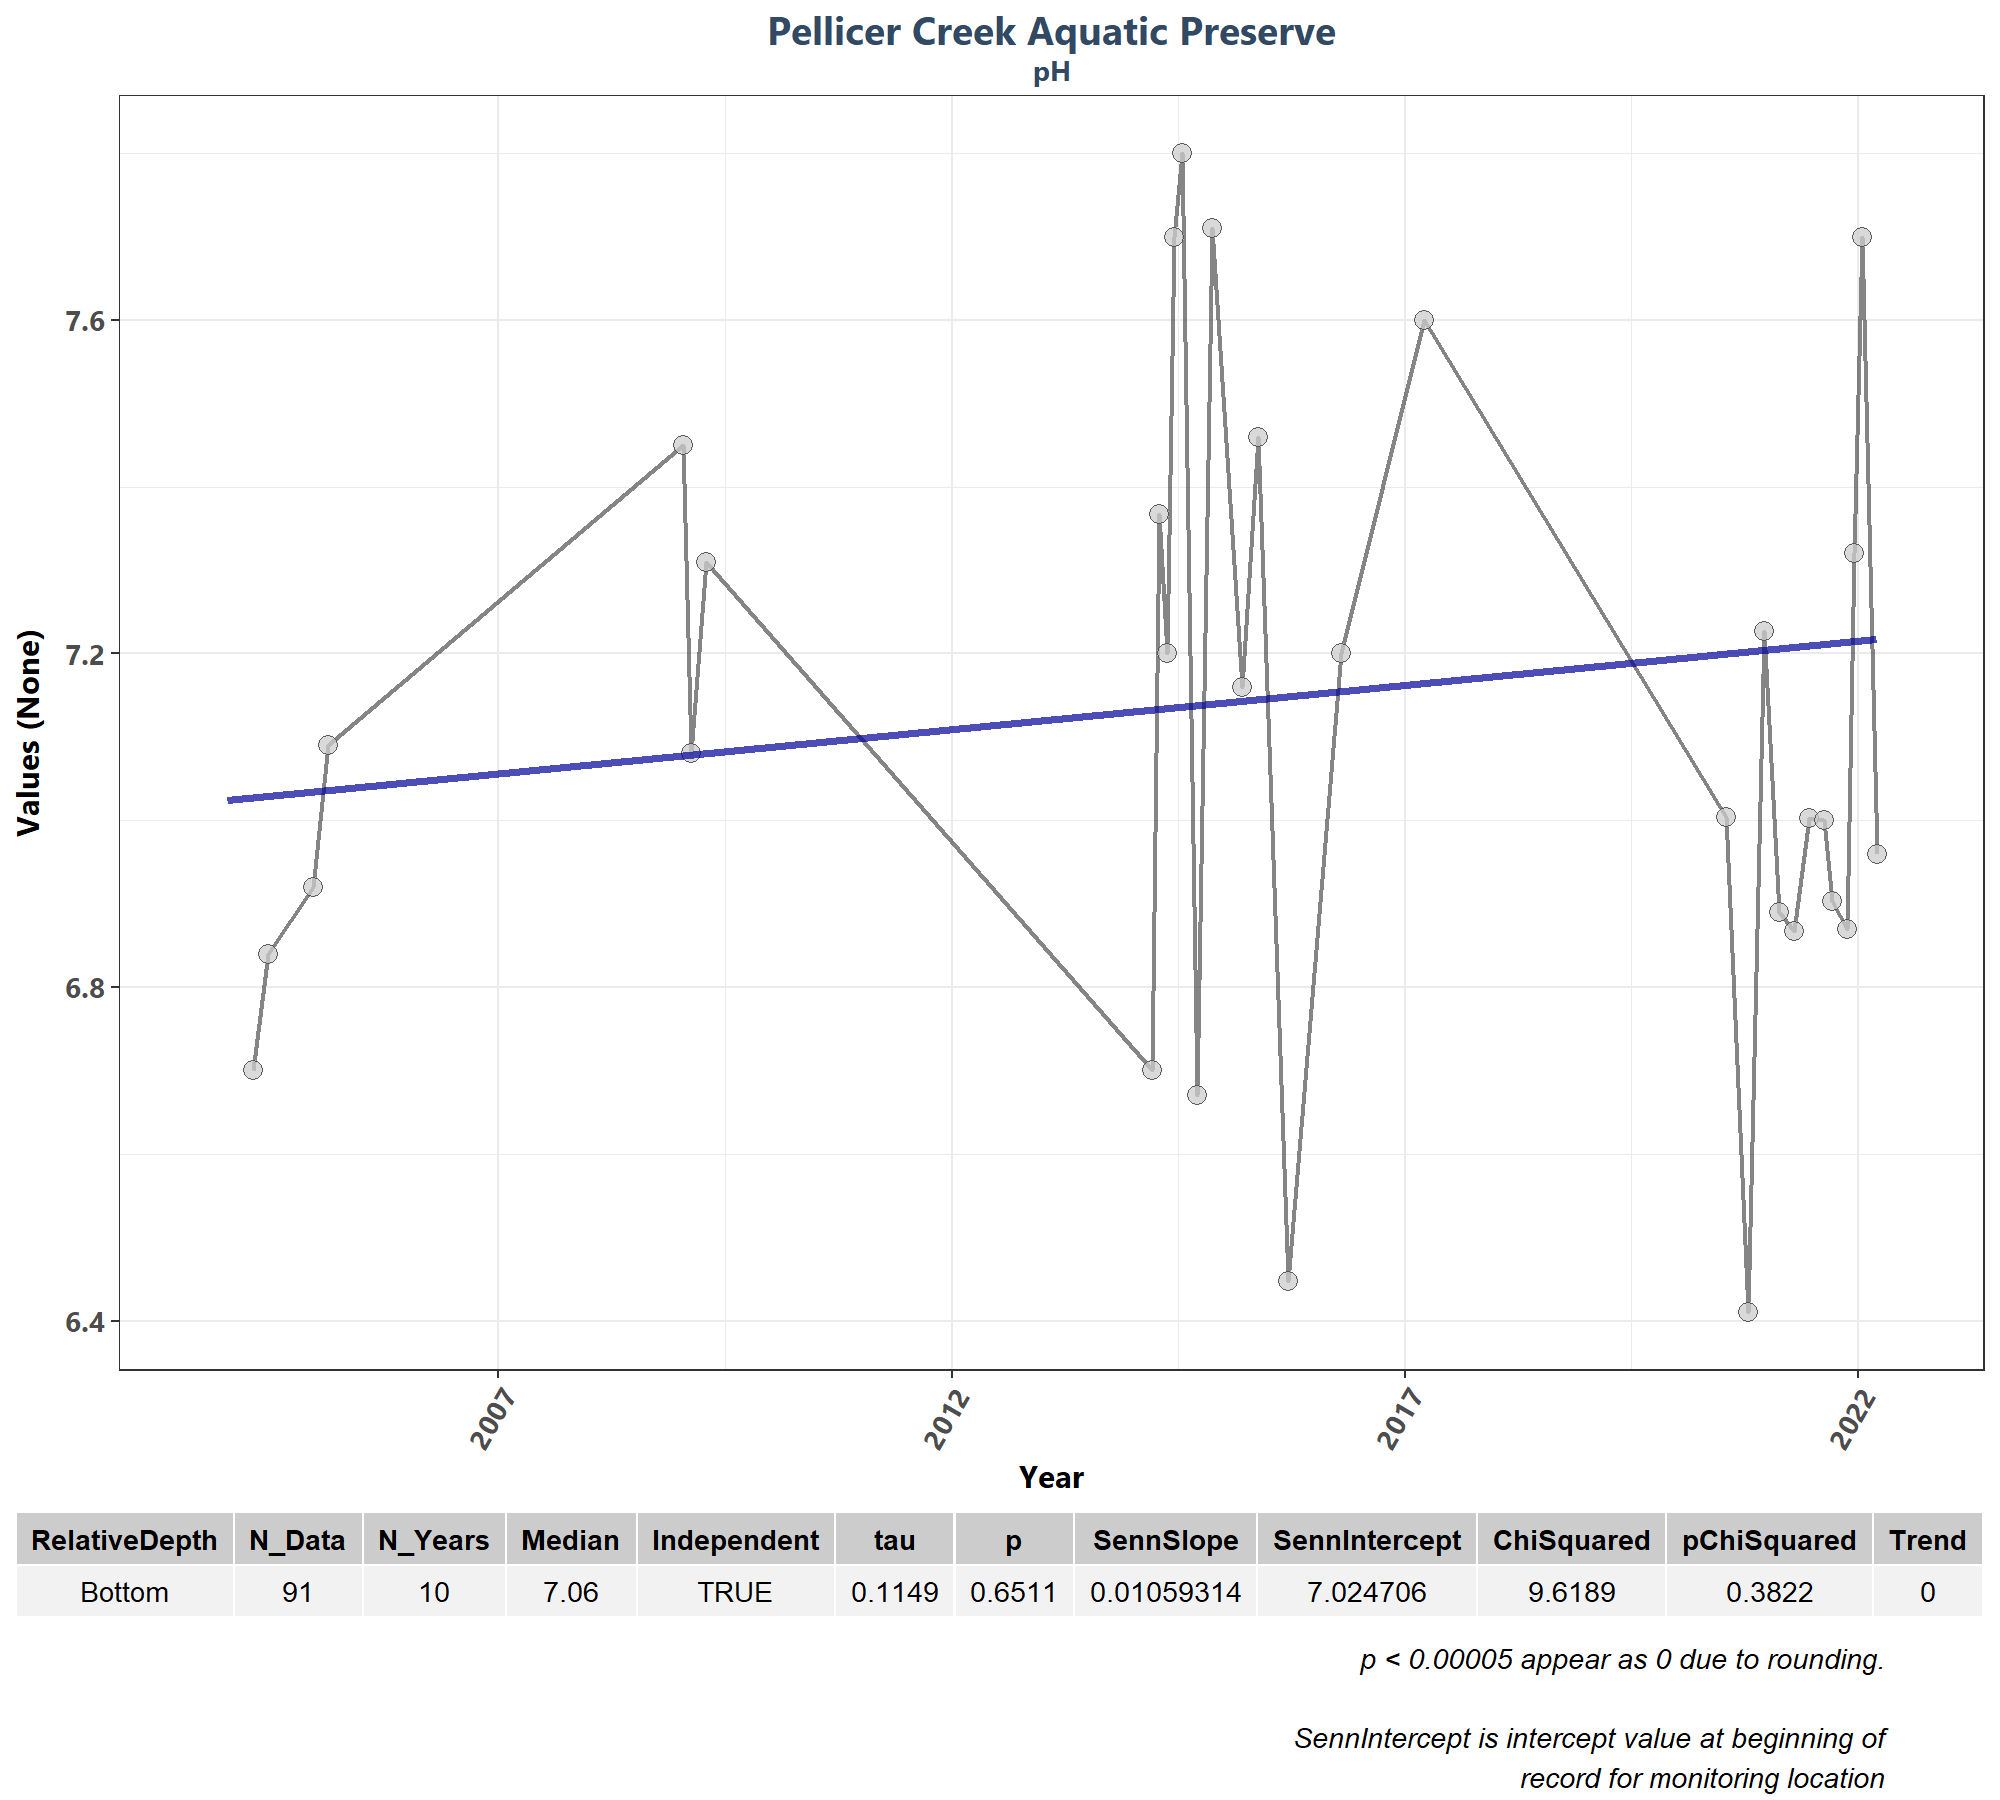 Pellicer Creek Aquatic Preserve
pH
Values (None)
7.6
7.2
6.8
6.4
2007
2012
2017
2022
Year
RelativeDepth N_Data N_Years Median Independent tau p SennSlope SennIntercept ChiSquared pChiSquared Trend
Bottom 91 10 7.06 TRUE 0.1149 0.6511 0.01059314 7.024706 9.6189 0.3822 0
p < 0.00005 appear as 0 due to rounding.
SennIntercept is intercept value at beginning of
record for monitoring location